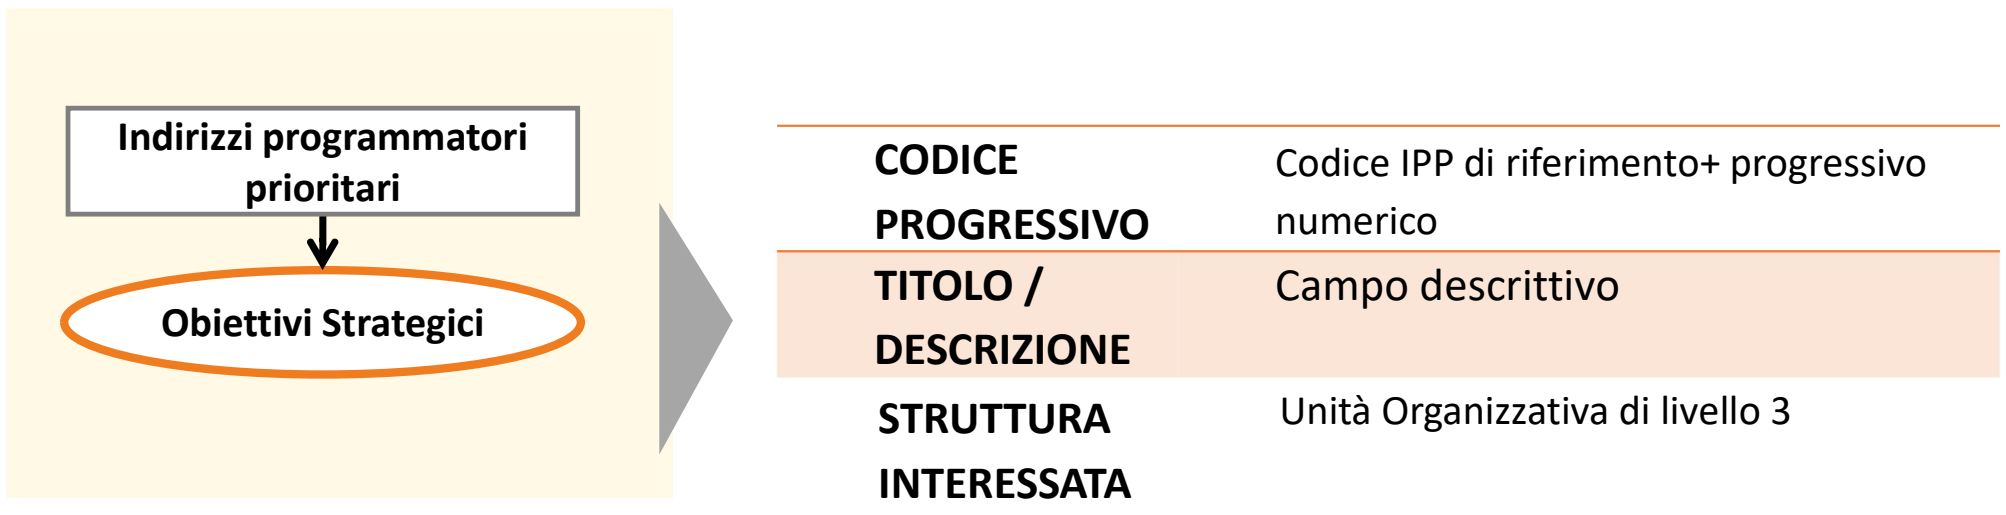 Indirizzi programmatori
prioritari
Obiettivi Strategici
CODICE
PROGRESSIVO
Codice IPP di riferimento+ progressivo
numerico
TITOLO /
DESCRIZIONE
Campo descrittivo
STRUTTURA
INTERESSATA
Unità Organizzativa di livello 3